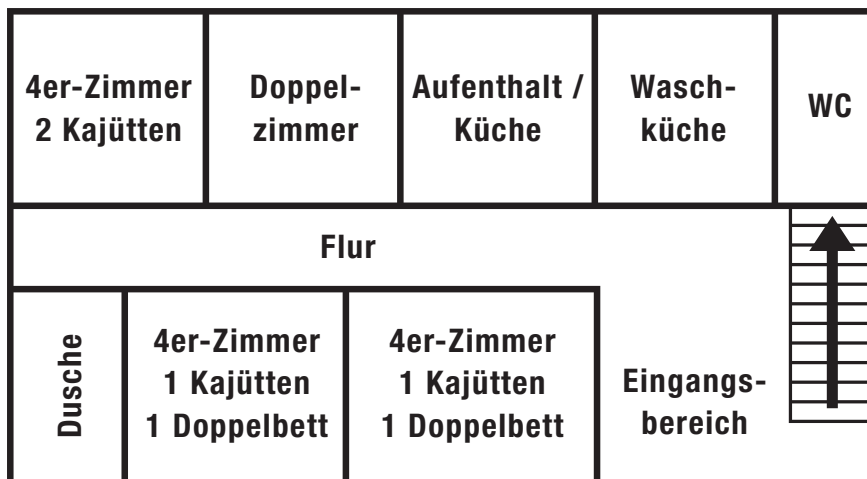 4er-Zimmer
2 Kajütten
Doppel-
zimmer
Aufenthalt /
Küche
Wasch-
küche
WC
Flur
Dusche
4er-Zimmer
1 Kajütten
1 Doppelbett
4er-Zimmer
1 Kajütten
1 Doppelbett
Eingangs-
bereich